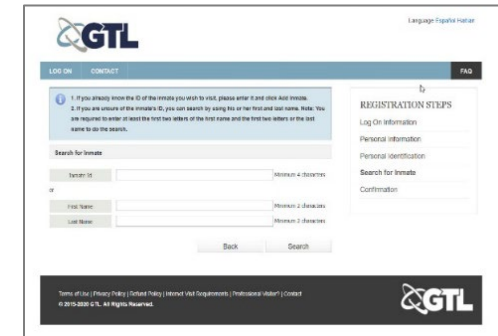 Language Español
GTL
LOG ON CONTACT FAQ
1. If you already know the ID of the inmate you wish to visit, please enter it and click Add Inmate.
2. If you are unsure of the inmate's ID, you can search by using his or her first and last name. Note: You
are required to enter at least the first two letters of the first name and the first two letters or the last
name to do the search.
Search for Inmate
Inmate Id Minimum 4 characters
or
First Name Minimum 2 characters
Last Name Minimum 2 characters
Back Search
REGISTRATION STEPS
Log On Information
Personal Information
Personal Identification
Search for Inmate
Confirmation
Terms of Use | Privacy Policy | Refund Policy | Internet Visit Requirements | Professional Visitor? | Contact
© 2015-2020 GTL. All Rights Reserved.
GTL